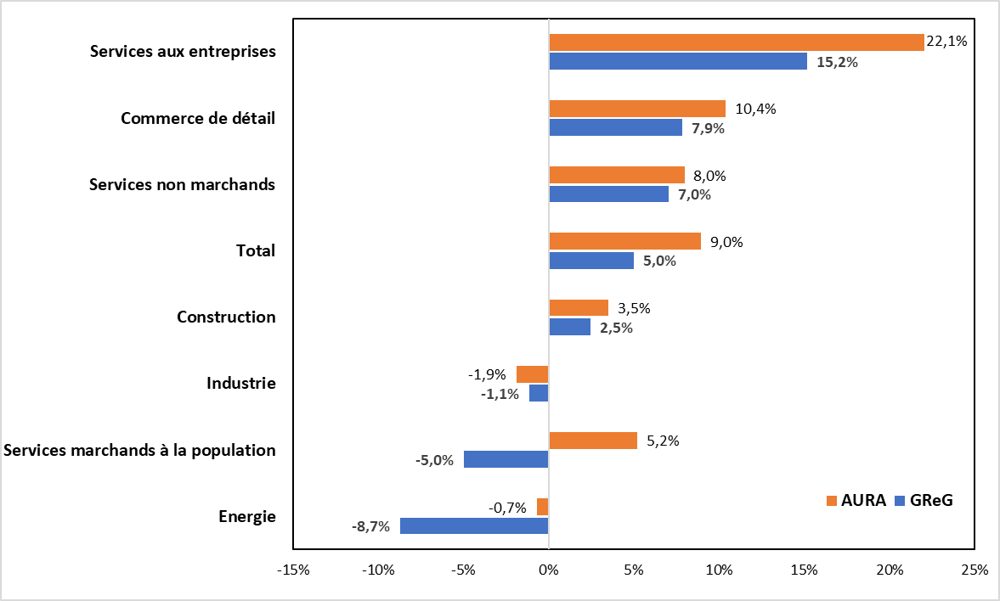 Services aux entreprises
22,1%
15,2%
Commerce de détail
10,4%
7,9%
Services non marchands
8,0%
7,0%
Total
9,0%
5,0%
Construction
3,5%
2,5%
Industrie
-1,9%
-1,1%
Services marchands à la population
5,2%
-5,0%
Energie
-0,7%
-8,7%
AURA GReG
-15% -10% -5% 0% 5% 10% 15% 20% 25%